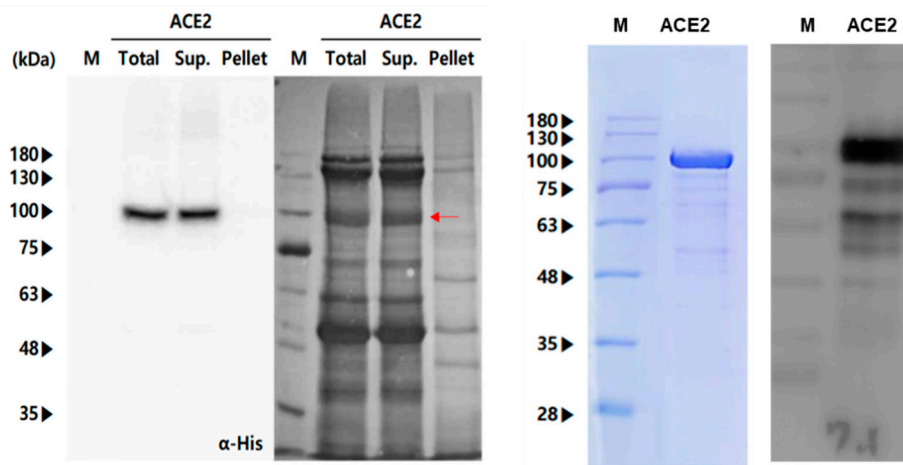 ACE2
(kDa) M Total Sup. Pellet
180
130
100
75
63
48
35
α-His
ACE2
M Total Sup. Pellet
M ACE2
180
130
100
75
63
48
35
28
M ACE2